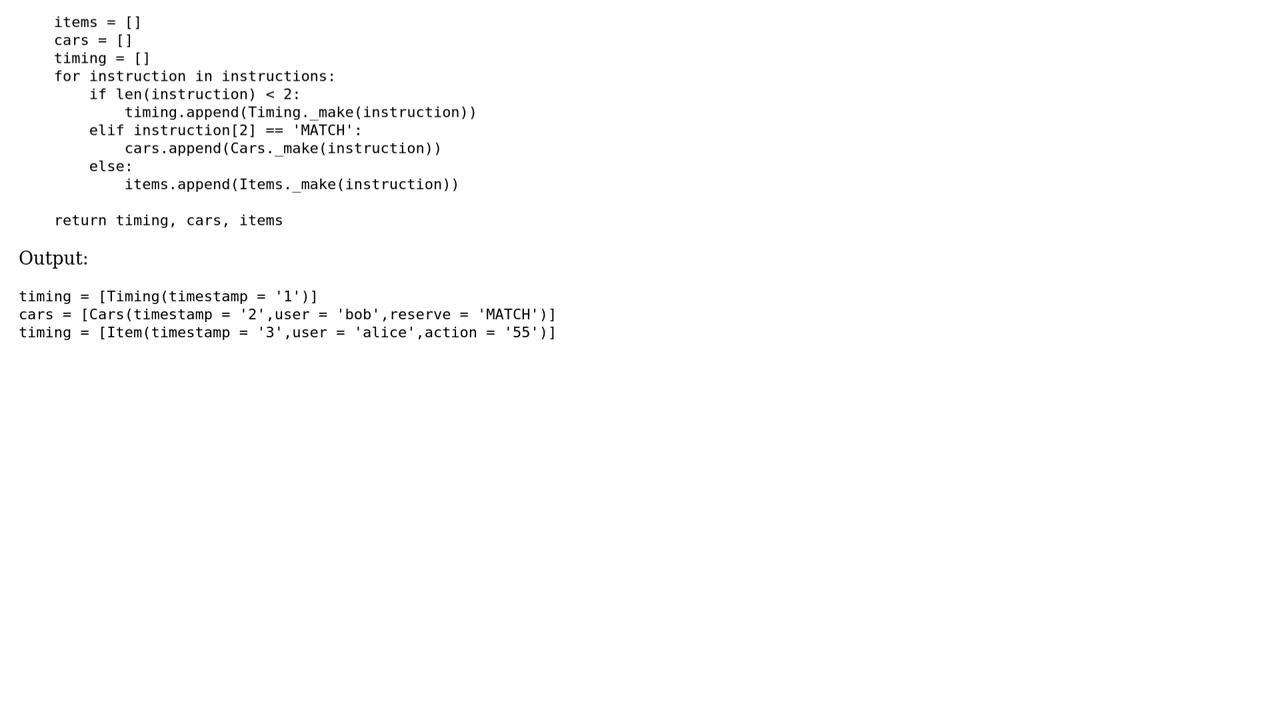 items = []
    cars = []
    timing = []
    for instruction in instructions:
        if len(instruction) < 2:
            timing.append(Timing._make(instruction))
        elif instruction[2] == 'MATCH':
            cars.append(Cars._make(instruction))
        else:
            items.append(Items._make(instruction))

    return timing, cars, items
Output:
timing = [Timing(timestamp = '1')]
cars = [Cars(timestamp = '2',user = 'bob',reserve = 'MATCH')]
timing = [Item(timestamp = '3',user = 'alice',action = '55')]